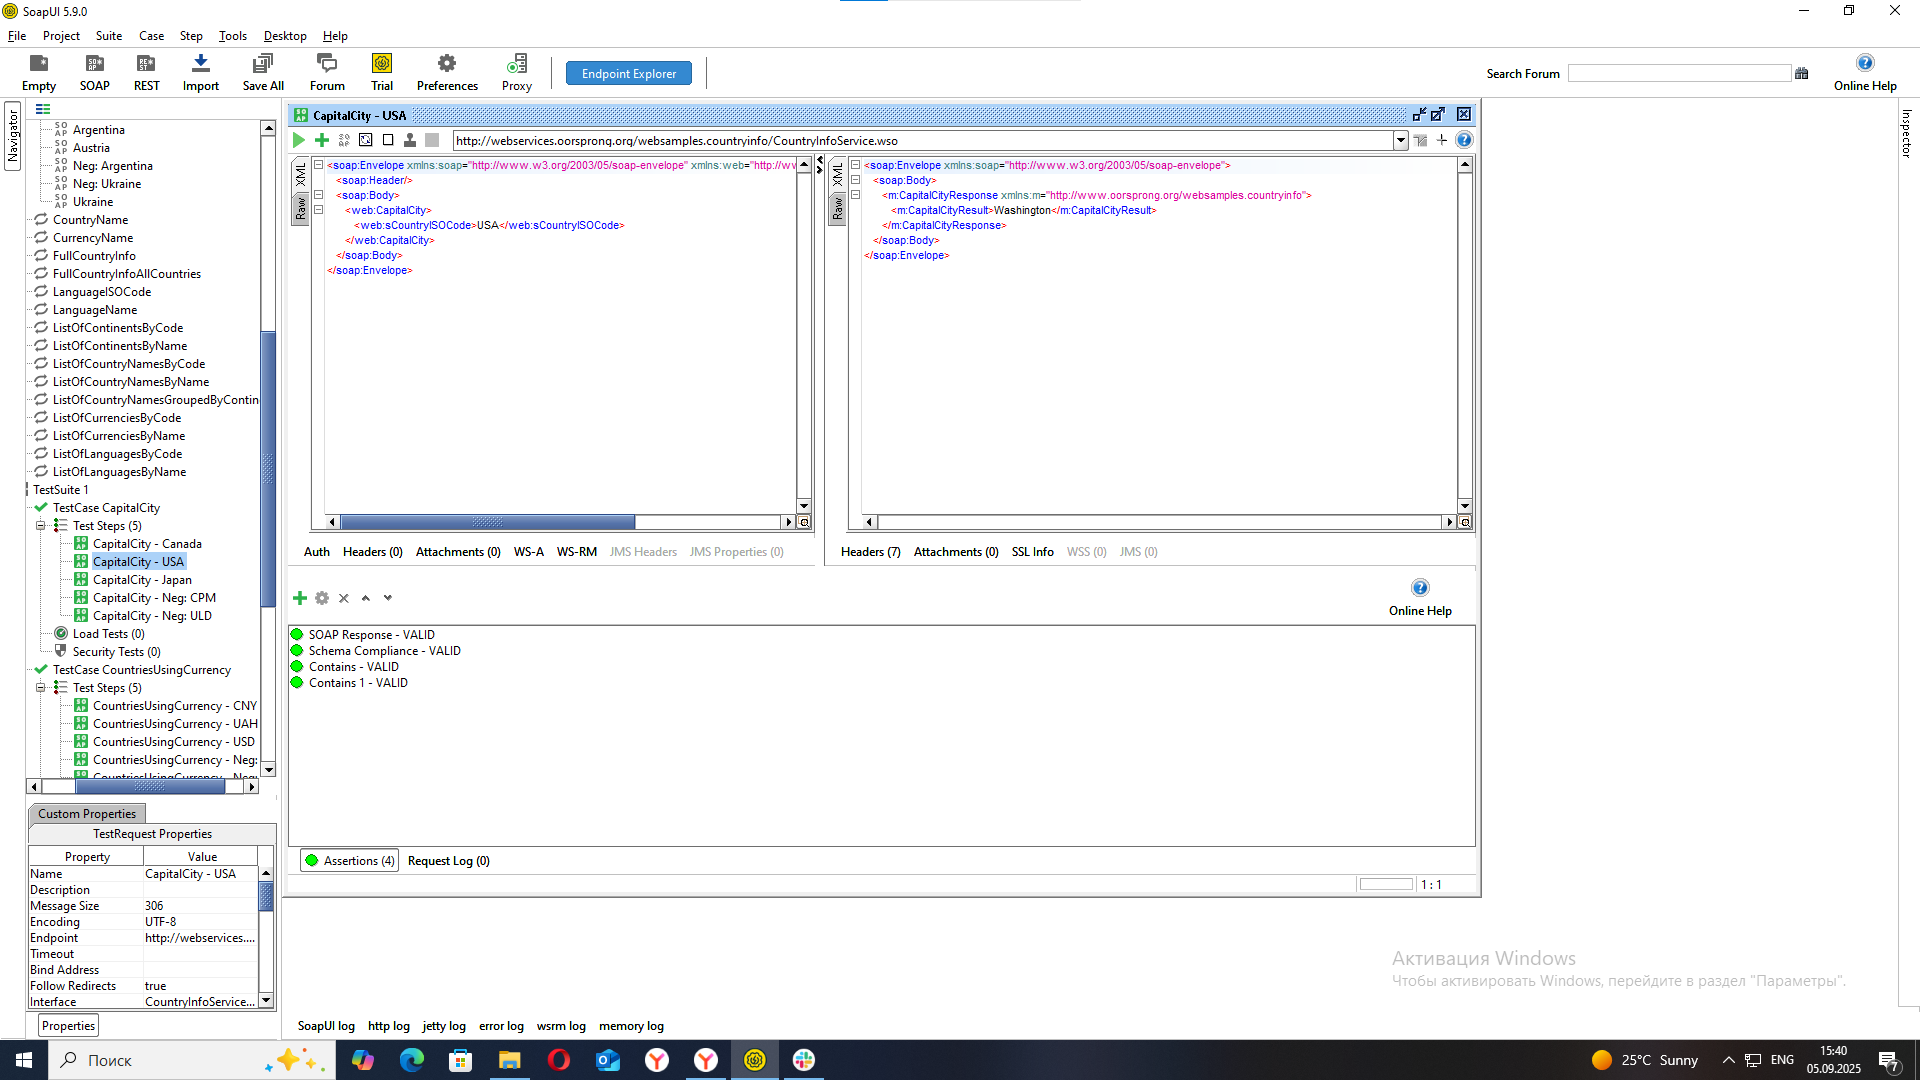 SoapUI 5.9.0
File Project Suite Case Step Tools Desktop Help
Empty SOAP REST Import Save All Forum Trial Preferences Proxy Endpoint Explorer Search Forum Online Help
Navigator
Argentina
Austria
Neg: Argentina
Neg: Ukraine
Ukraine
CountryName
CurrencyName
FullCountryInfo
FullCountryInfoAllCountries
LanguageISOCode
LanguageName
ListOfContinentsByCode
ListOfContinentsByName
ListOfCountryNamesByCode
ListOfCountryNamesByName
ListOfCountryNamesGroupedByContin
ListOfCurrenciesByCode
ListOfCurrenciesByName
ListOfLanguagesByCode
ListOfLanguagesByName
TestSuite 1
TestCase CapitalCity
Test Steps (5)
CapitalCity - Canada
CapitalCity - USA
CapitalCity - Japan
CapitalCity - Neg: CPM
CapitalCity - Neg: ULD
Load Tests (0)
Security Tests (0)
TestCase CountriesUsingCurrency
Test Steps (5)
CountriesUsingCurrency - CNY
CountriesUsingCurrency - UAH
CountriesUsingCurrency - USD
CountriesUsingCurrency - Neg:
CountriesUsingCurrency - Neg:
Custom Properties
TestRequest Properties
Property Value
Name CapitalCity - USA
Description
Message Size 306
Encoding UTF-8
Endpoint http://webservices....
Timeout
Bind Address
Follow Redirects true
Interface CountryInfoService...
Properties
CapitalCity - USA
http://webservices.oorsprong.org/websamples.countryinfo/CountryInfoService.wso
XML
Raw
<soap:Envelope xmlns:soap="http://www.w3.org/2003/05/soap-envelope" xmlns:web="http://ww
<soap:Header/>
<soap:Body>
<web:CapitalCity>
<web:sCountryISOCode>USA</web:sCountryISOCode>
</web:CapitalCity>
</soap:Body>
</soap:Envelope>
Auth Headers (0) Attachments (0) WS-A WS-RM JMS Headers JMS Properties (0)
XML
Raw
<soap:Envelope xmlns:soap="http://www.w3.org/2003/05/soap-envelope">
<soap:Body>
<m:CapitalCityResponse xmlns:m="http://www.oorsprong.org/websamples.countryinfo">
<m:CapitalCityResult>Washington</m:CapitalCityResult>
</m:CapitalCityResponse>
</soap:Body>
</soap:Envelope>
Headers (7) Attachments (0) SSL Info WSS (0) JMS (0)
Online Help
SOAP Response - VALID
Schema Compliance - VALID
Contains - VALID
Contains 1 - VALID
Assertions (4) Request Log (0)
1 : 1
Inspector
Активация Windows
Чтобы активировать Windows, перейдите в раздел "Параметры".
SoapUI log http log jetty log error log wsrm log memory log
Поиск
25°C Sunny
ENG
15:40
05.09.2025
7